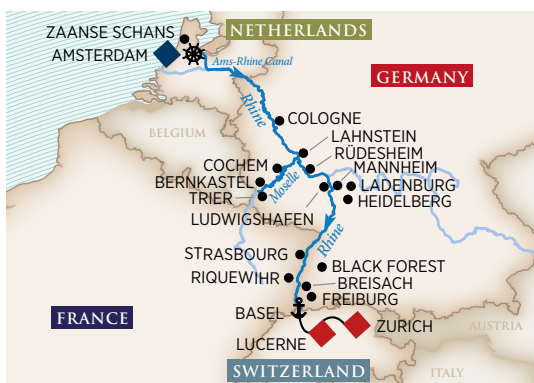 ZAANSE SCHANS
NETHERLANDS
AMSTERDAM
Ams-Rhine Canal
GERMANY
Rhine
COLOGNE
BELGIUM
LAHNSTEIN
COCHEM
RÜDESHEIM
MANNHEIM
BERNKASTEL
Moselle
LADENBURG
TRIER
HEIDELBERG
LUDWIGSHAFEN
Rhine
STRASBOURG
BLACK FOREST
RIQUEWIHR
BREISACH
FREIBURG
BASEL
FRANCE
ZURICH
AUSTRIA
LUCERNE
SWITZERLAND
ITALY